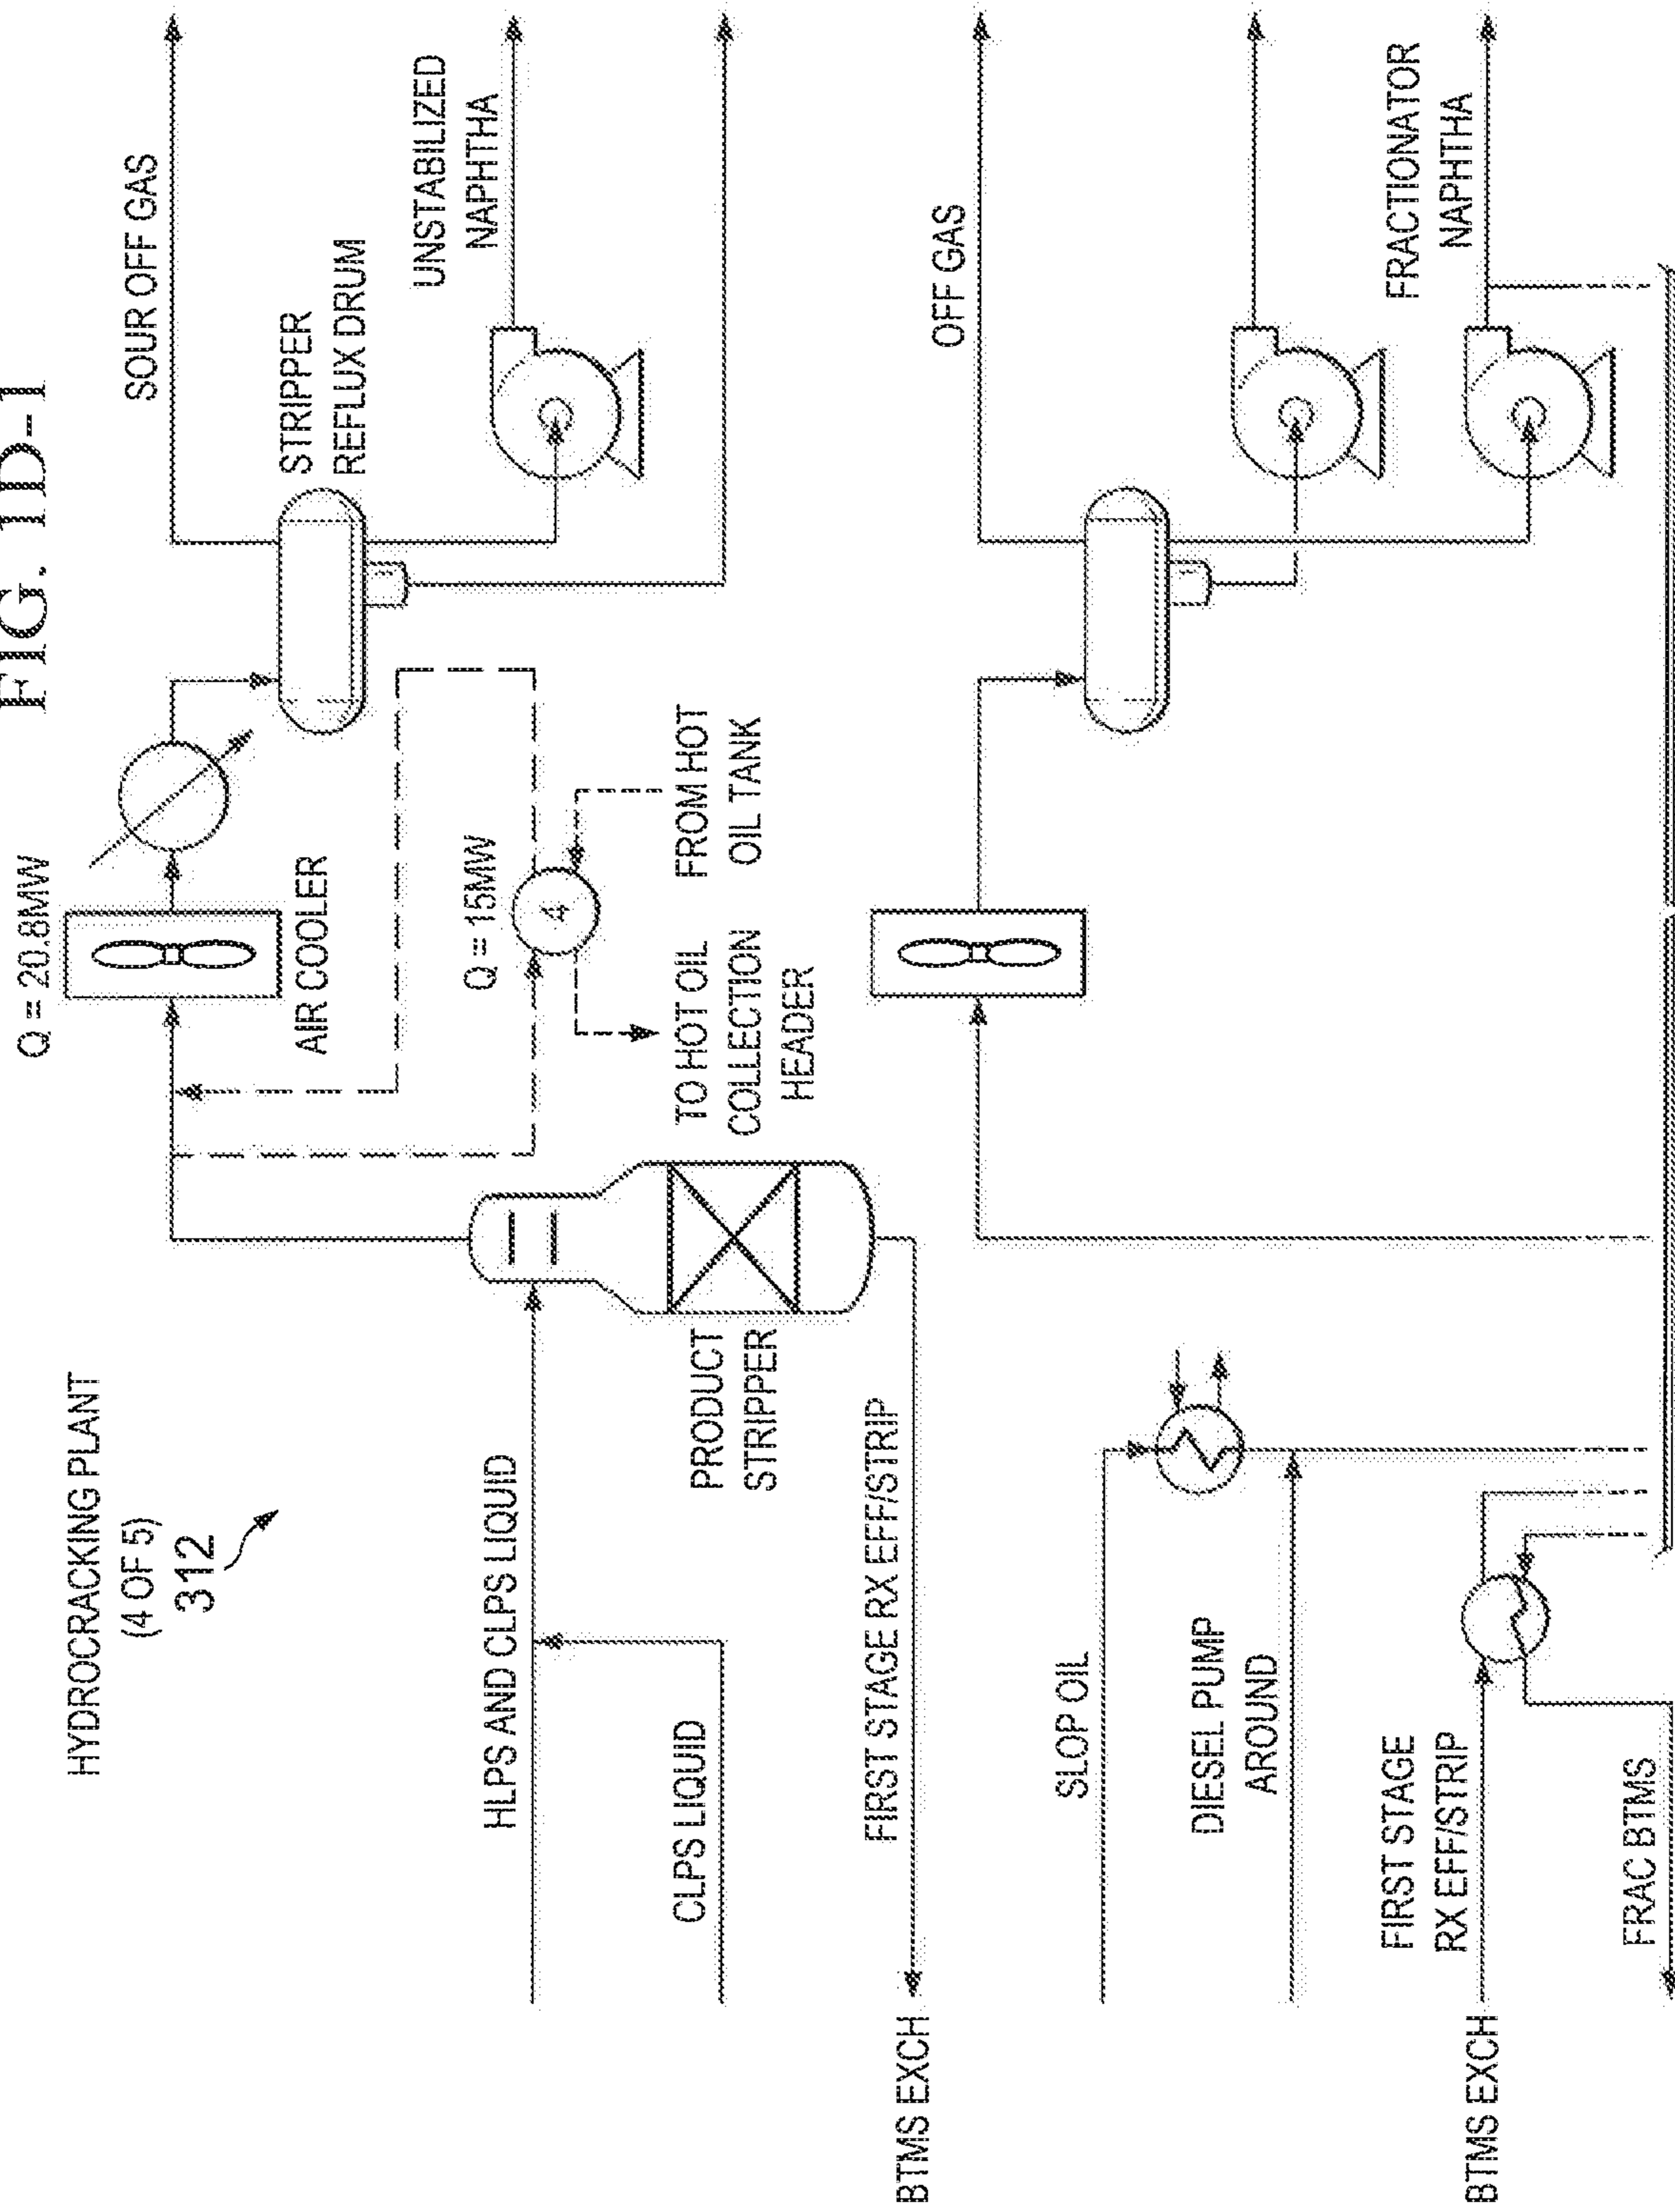 FIG. 1D-1
HYDROCRACKING PLANT
(4 OF 5)
312
Q = 20.8MW
AIR COOLER
SOUR OFF GAS
STRIPPER
REFLUX DRUM
UNSTABILIZED
NAPHTHA
Q = 15MW
4
FROM HOT
OIL TANK
TO HOT OIL
COLLECTION
HEADER
HLPS AND CLPS LIQUID
CLPS LIQUID
PRODUCT
STRIPPER
FIRST STAGE RX EFF/STRIP
BTMS EXCH
OFF GAS
SLOP OIL
DIESEL PUMP
AROUND
FIRST STAGE
RX EFF/STRIP
BTMS EXCH
FRAC BTMS
FRACTIONATOR
NAPHTHA